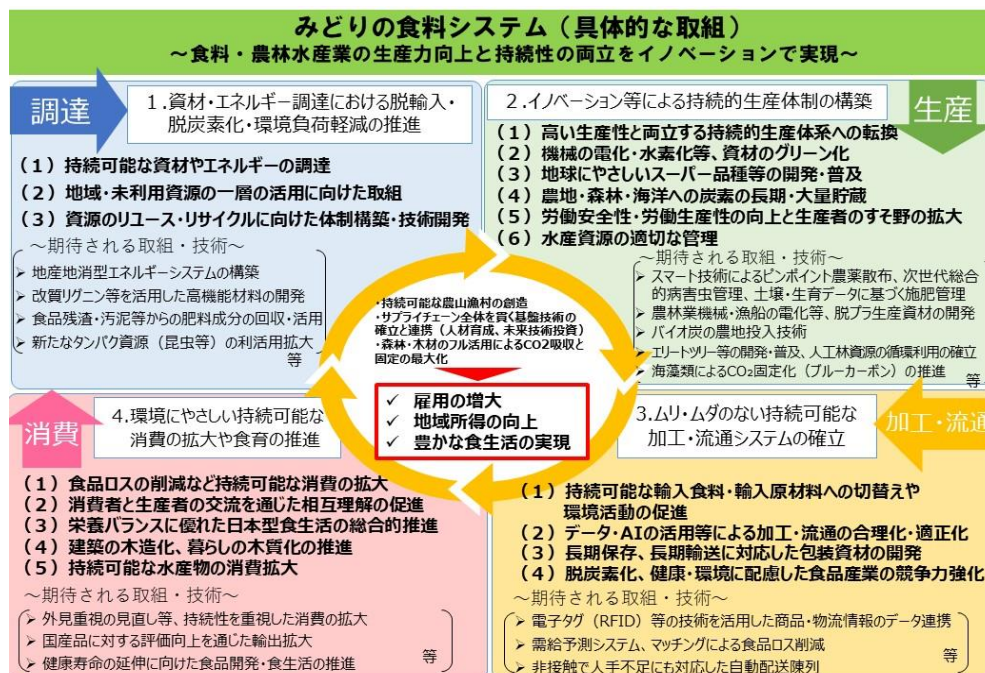 みどりの食料システム（具体的な取組）
～食料・農林水産業の生産力向上と持続性の両立をイノベーションで実現～
調達
１.資材・エネルギー調達における脱輸入・
脱炭素化・環境負荷軽減の推進
（１）持続可能な資材やエネルギーの調達
（２）地域・未利用資源の一層の活用に向けた取組
（３）資源のリユース・リサイクルに向けた体制構築・技術開発
～期待される取組・技術～
➢ 地産地消型エネルギーシステムの構築
➢ 改質リグニン等を活用した高機能材料の開発
➢ 食品残渣・汚泥等からの肥料成分の回収・活用
➢ 新たなタンパク資源（昆虫等）の利活用拡大
等
２.イノベーション等による持続的生産体制の構築
生産
（１）高い生産性と両立する持続的生産体系への転換
（２）機械の電化・水素化等、資材のグリーン化
（３）地球にやさしいスーパー品種等の開発・普及
（４）農地・森林・海洋への炭素の長期・大量貯蔵
（５）労働安全性・労働生産性の向上と生産者のすそ野の拡大
（６）水産資源の適切な管理
～期待される取組・技術～
➢ スマート技術によるピンポイント農薬散布、次世代総合
的病害虫管理、土壌・生育データに基づく施肥管理
➢ 農林業機械・漁船の電化等、脱プラ生産資材の開発
➢ バイオ炭の農地投入技術
➢ エリートツリー等の開発・普及、人工林資源の循環利用の確立
➢ 海藻類によるCO₂固定化（ブルーカーボン）の推進
等
・持続可能な農山漁村の創造
・サプライチェーン全体を貫く基盤技術の
確立と連携（人材育成、未来技術投資）
・森林・木材のフル活用によるCO2吸収と
固定の最大化
✓ 雇用の増大
✓ 地域所得の向上
✓ 豊かな食生活の実現
消費
４.環境にやさしい持続可能な
消費の拡大や食育の推進
（１）食品ロスの削減など持続可能な消費の拡大
（２）消費者と生産者の交流を通じた相互理解の促進
（３）栄養バランスに優れた日本型食生活の総合的推進
（４）建築の木造化、暮らしの木質化の推進
（５）持続可能な水産物の消費拡大
～期待される取組・技術～
➢ 外見重視の見直し等、持続性を重視した消費の拡大
➢ 国産品に対する評価向上を通じた輸出拡大
➢ 健康寿命の延伸に向けた食品開発・食生活の推進
等
３.ムリ・ムダのない持続可能な
加工・流通システムの確立
加工・流通
（１）持続可能な輸入食料・輸入原材料への切替えや
環境活動の促進
（２）データ・AIの活用等による加工・流通の合理化・適正化
（３）長期保存、長期輸送に対応した包装資材の開発
（４）脱炭素化、健康・環境に配慮した食品産業の競争力強化
～期待される取組・技術～
➢ 電子タグ（RFID）等の技術を活用した商品・物流情報のデータ連携
➢ 需給予測システム、マッチングによる食品ロス削減
➢ 非接触で人手不足にも対応した自動配送陳列
等